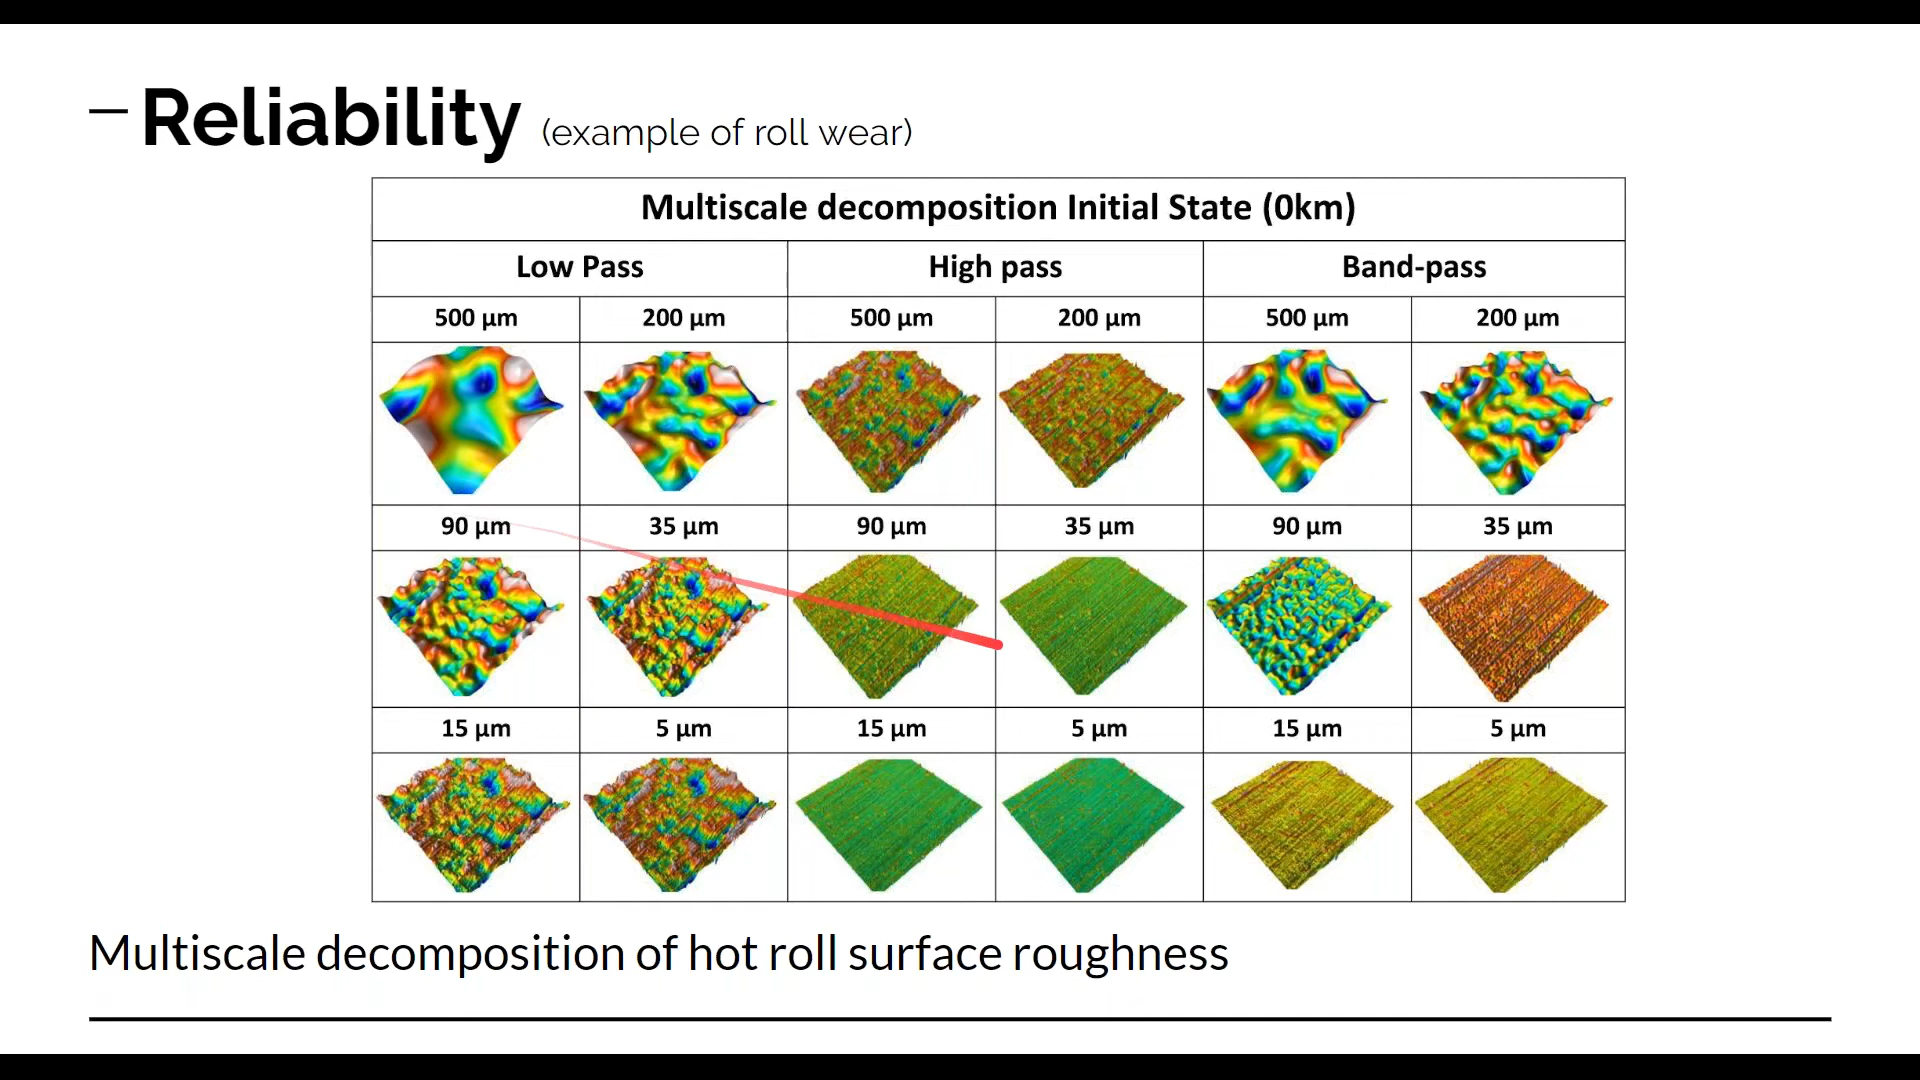 — Reliability (example of roll wear)
Multiscale decomposition Initial State (0km)
Low Pass High pass Band-pass
500 µm 200 µm 500 µm 200 µm 500 µm 200 µm
90 µm 35 µm 90 µm 35 µm 90 µm 35 µm
15 µm 5 µm 15 µm 5 µm 15 µm 5 µm
Multiscale decomposition of hot roll surface roughness